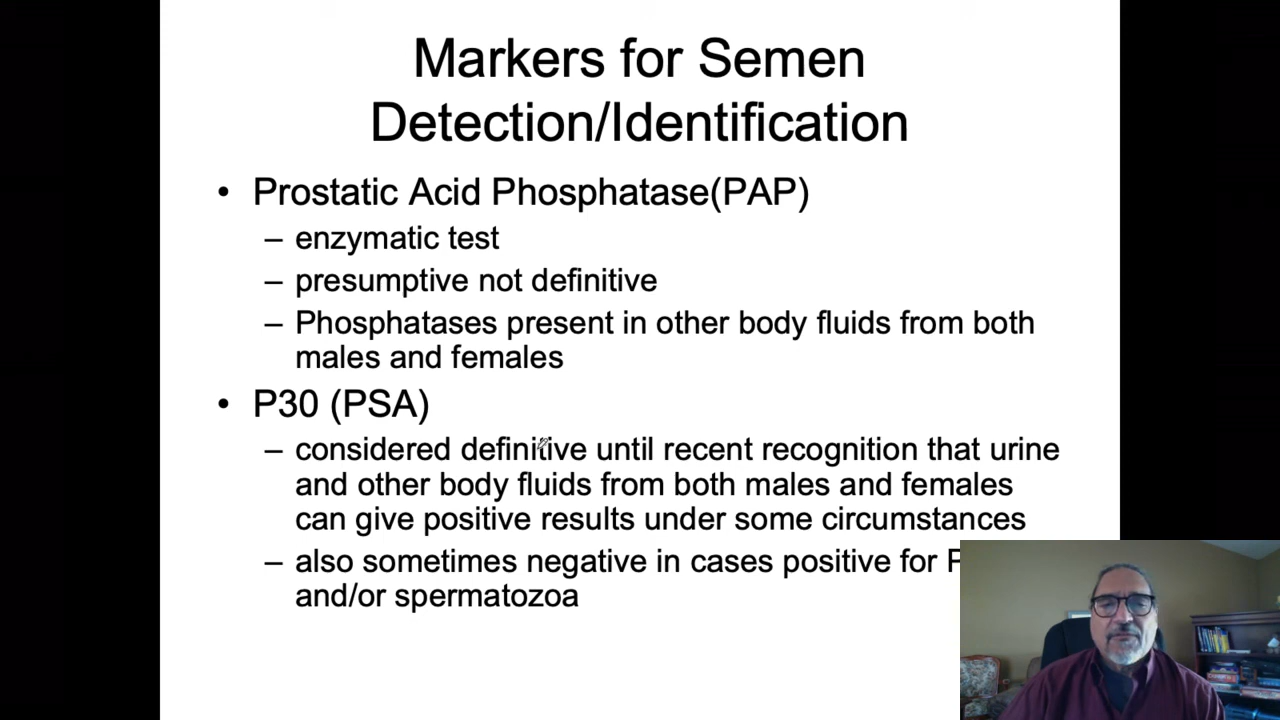 Markers for Semen
Detection/Identification
• Prostatic Acid Phosphatase(PAP)
– enzymatic test
– presumptive not definitive
– Phosphatases present in other body fluids from both
males and females
• P30 (PSA)
– considered definitive until recent recognition that urine
and other body fluids from both males and females
can give positive results under some circumstances
– also sometimes negative in cases positive for
and/or spermatozoa